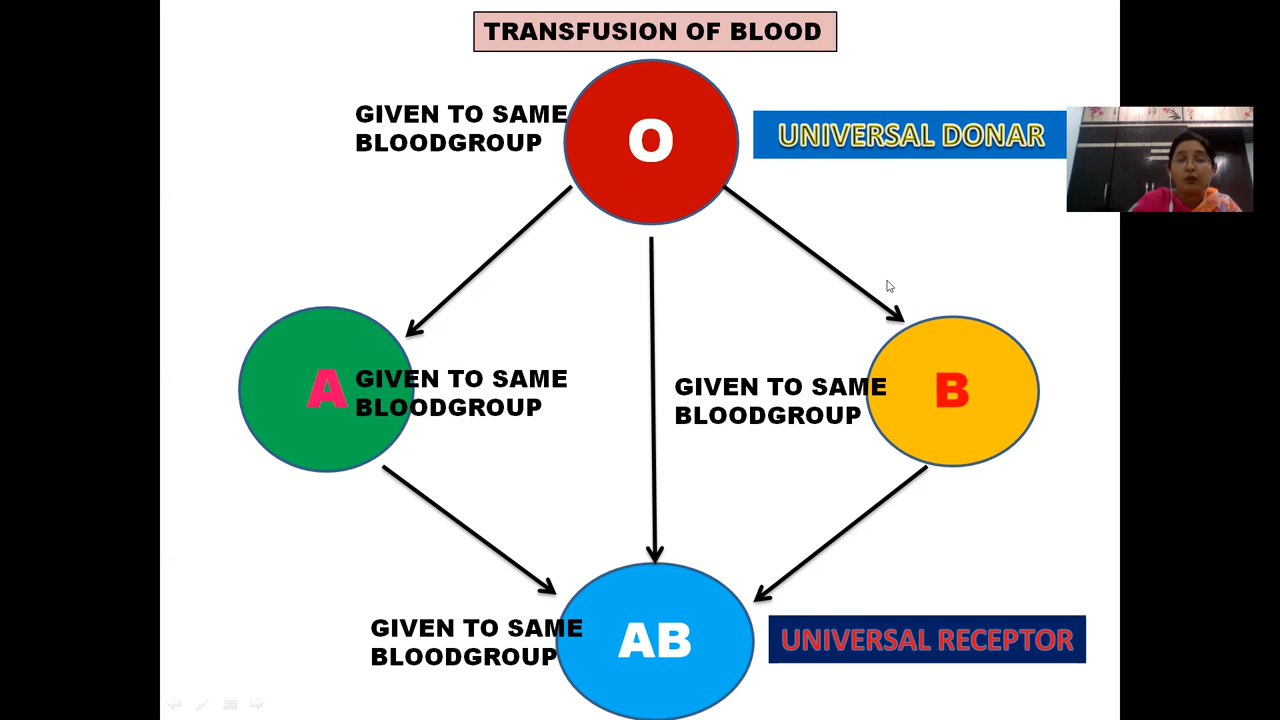 TRANSFUSION OF BLOOD
GIVEN TO SAME
BLOODGROUP
O
UNIVERSAL DONAR
A
GIVEN TO SAME
BLOODGROUP
GIVEN TO SAME
BLOODGROUP
B
GIVEN TO SAME
BLOODGROUP
AB
UNIVERSAL RECEPTOR